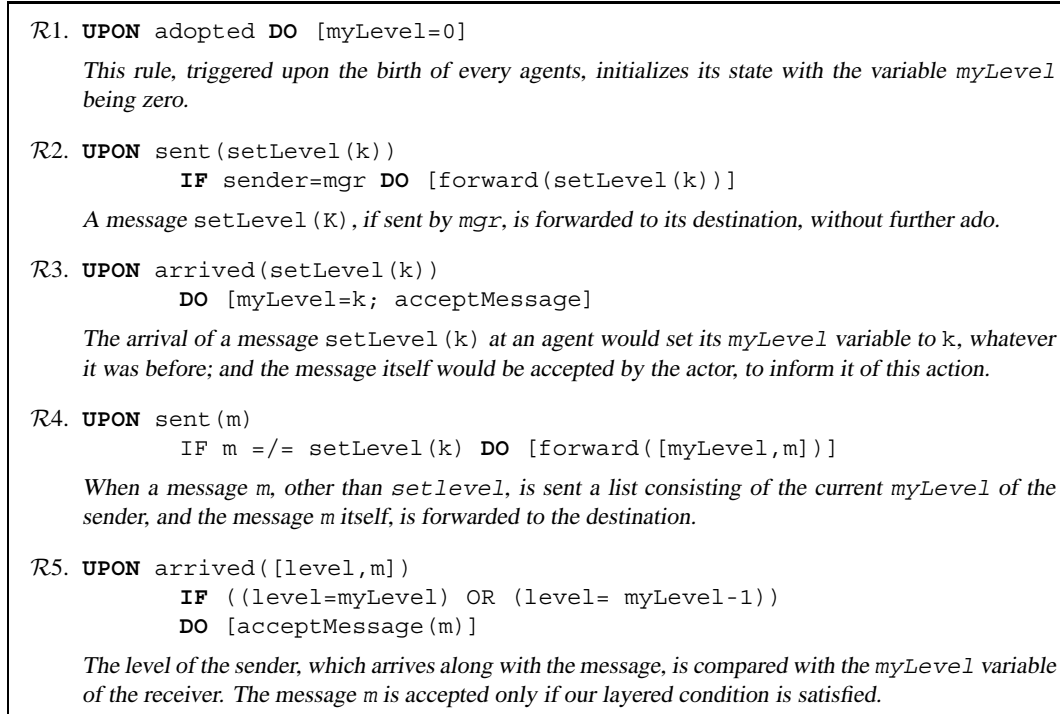 R1. UPON adopted DO [myLevel=0]
This rule, triggered upon the birth of every agents, initializes its state with the variable myLevel
being zero.
R2. UPON sent(setLevel(k))
IF sender=mgr DO [forward(setLevel(k))]
A message setLevel(K), if sent by mgr, is forwarded to its destination, without further ado.
R3. UPON arrived(setLevel(k))
DO [myLevel=k; acceptMessage]
The arrival of a message setLevel(k) at an agent would set its myLevel variable to k, whatever
it was before; and the message itself would be accepted by the actor, to inform it of this action.
R4. UPON sent(m)
IF m =/= setLevel(k) DO [forward([myLevel,m])]
When a message m, other than setlevel, is sent a list consisting of the current myLevel of the
sender, and the message m itself, is forwarded to the destination.
R5. UPON arrived([level,m])
IF ((level=myLevel) OR (level= myLevel-1))
DO [acceptMessage(m)]
The level of the sender, which arrives along with the message, is compared with the myLevel variable
of the receiver. The message m is accepted only if our layered condition is satisfied.